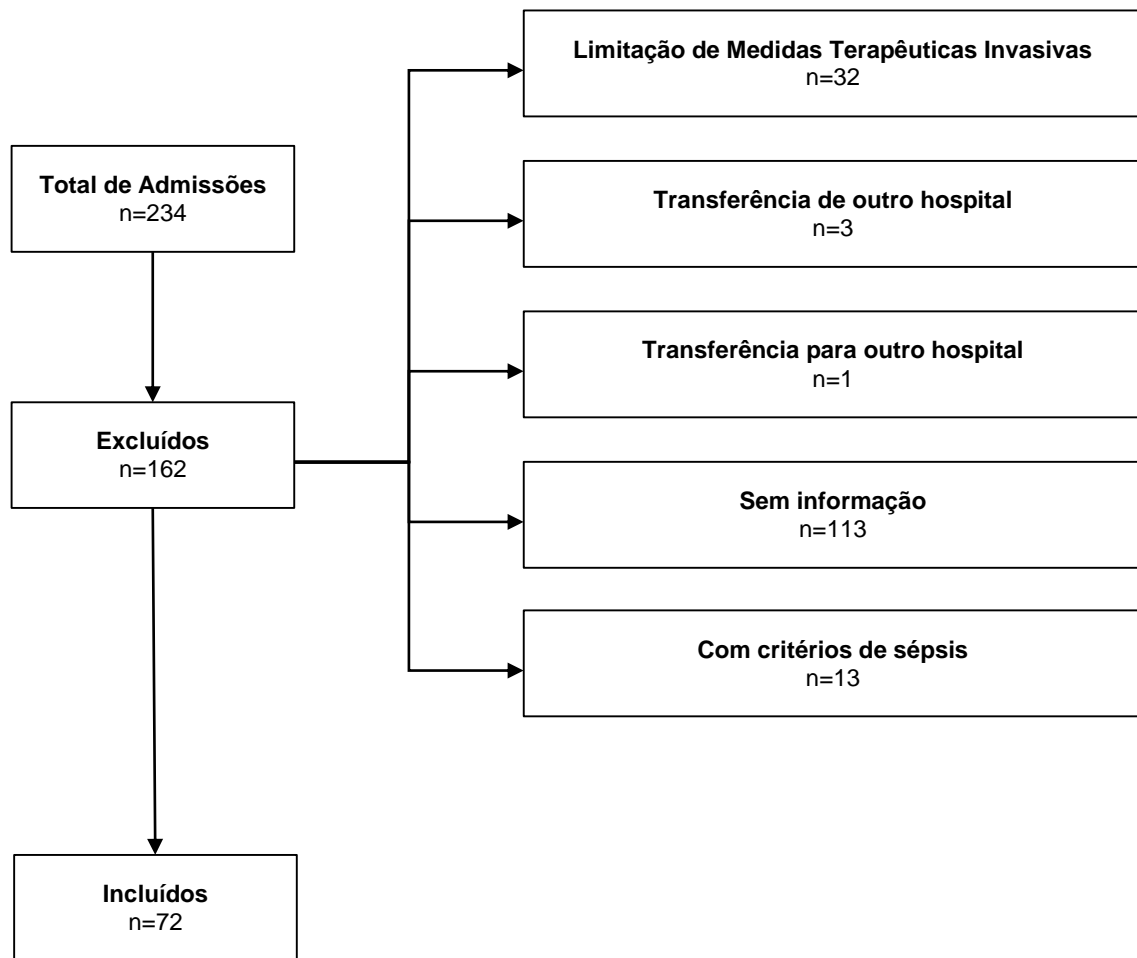 Total de Admissões
n=234
Excluídos
n=162
Limitação de Medidas Terapêuticas Invasivas
n=32
Transferência de outro hospital
n=3
Transferência para outro hospital
n=1
Sem informação
n=113
Com critérios de sépsis
n=13
Incluídos
n=72